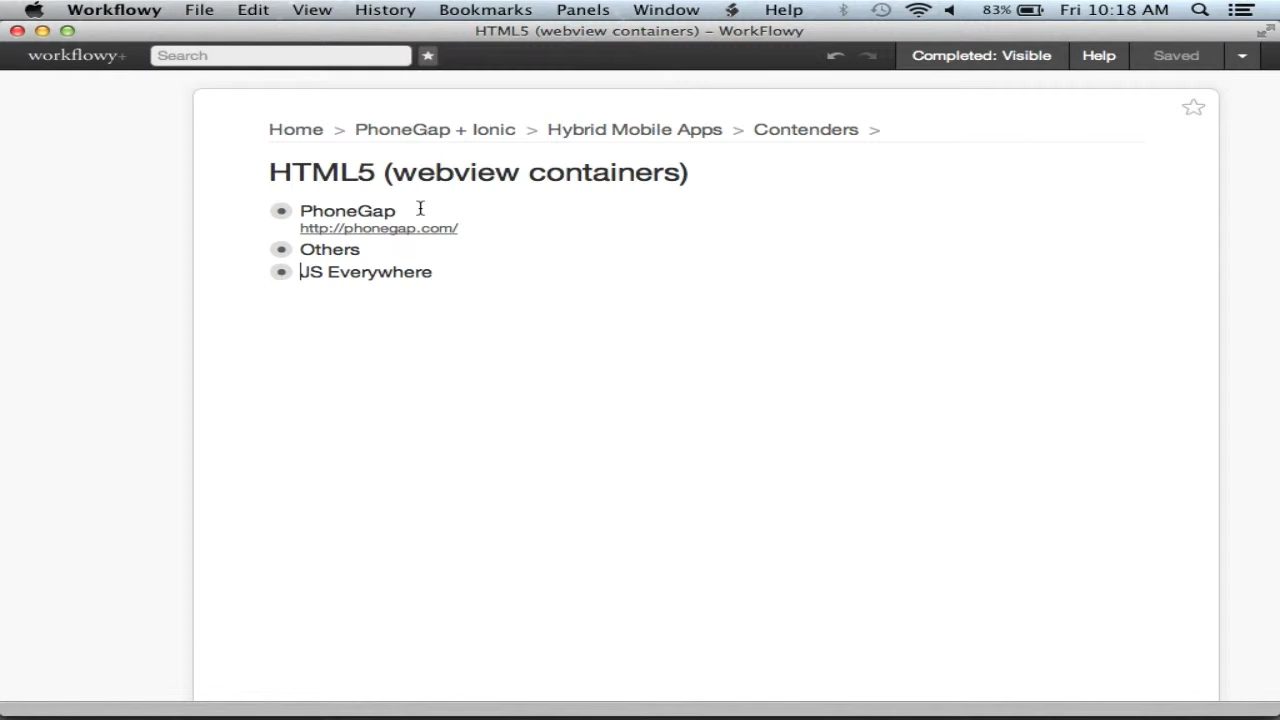 Workflowy File Edit View History Bookmarks Panels Window Help 83% Fri 10:18 AM
HTML5 (webview containers) – WorkFlowy
workflowy+ Search Completed: Visible Help Saved
Home > PhoneGap + Ionic > Hybrid Mobile Apps > Contenders >
HTML5 (webview containers)
PhoneGap
http://phonegap.com/
Others
JS Everywhere